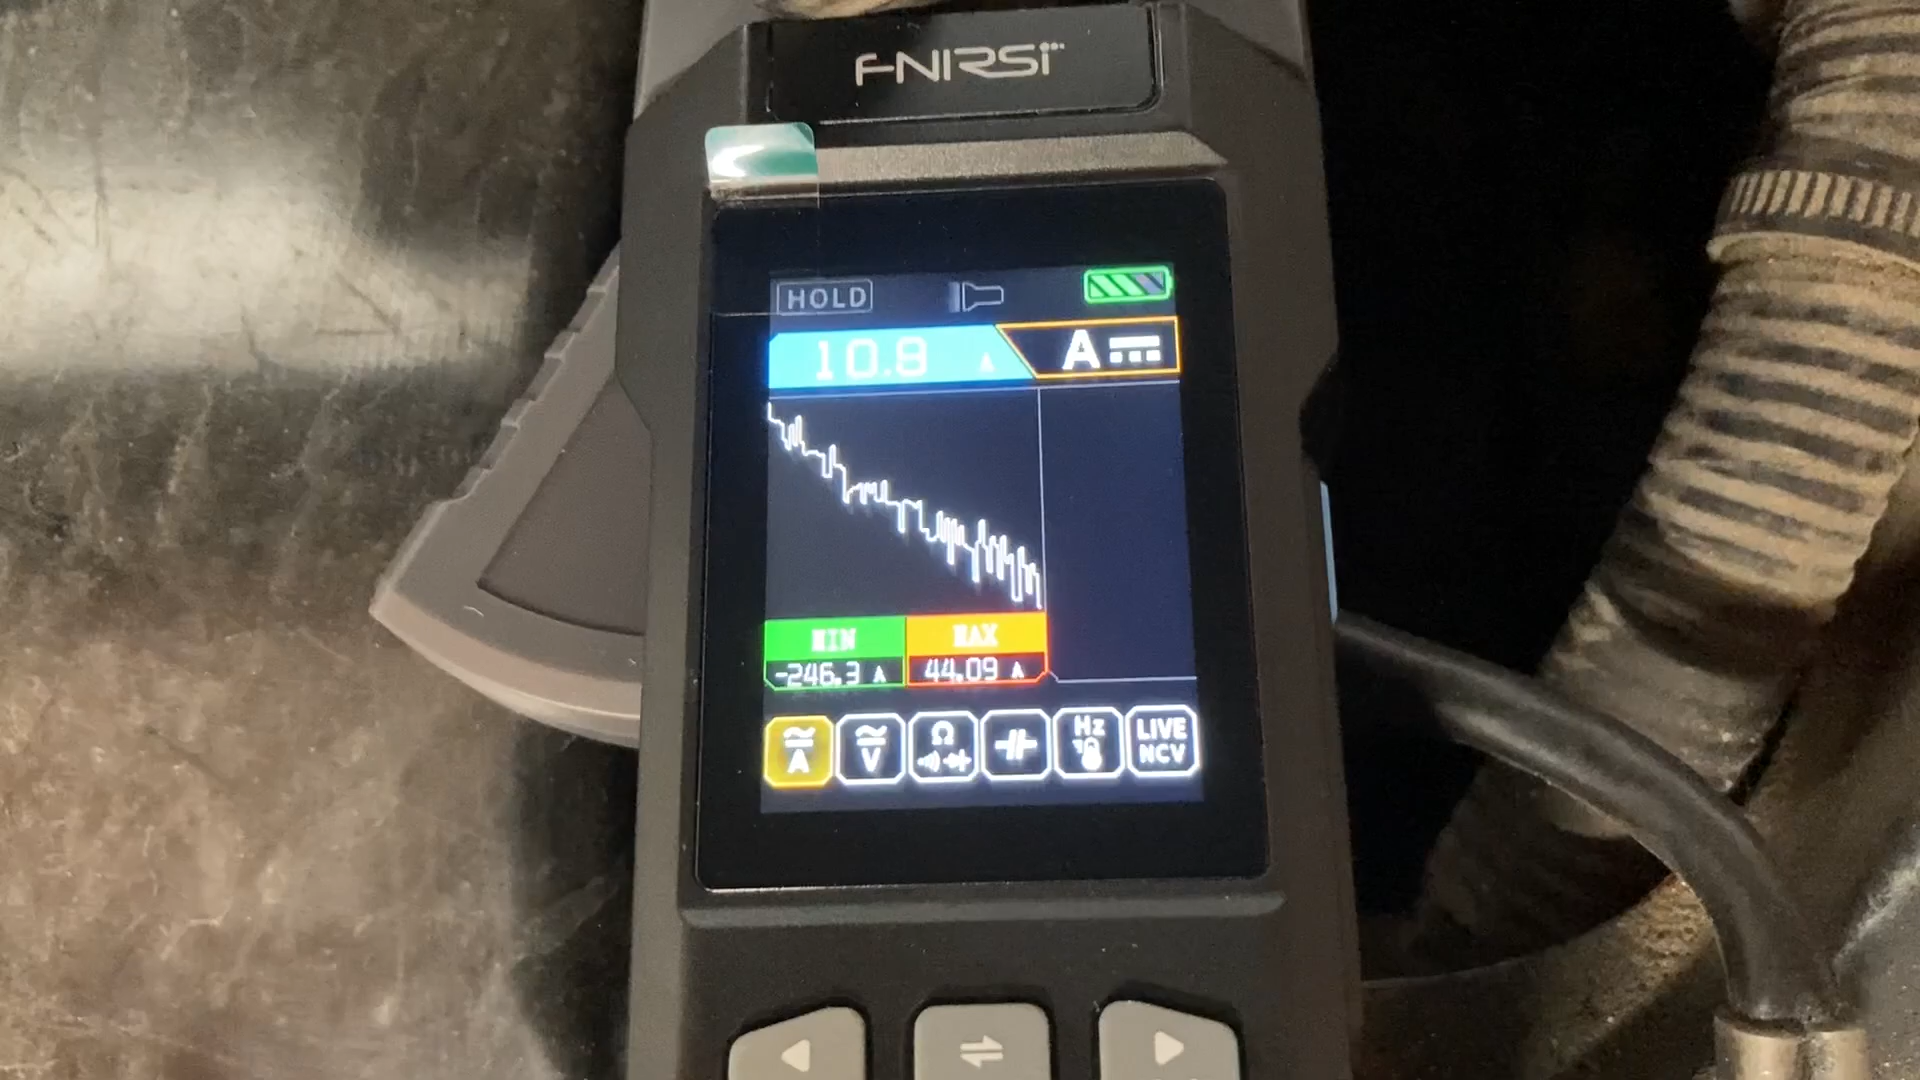 FNIRSI
HOLD
10.8 A
A
MIN
MAX
-246.3 A
44.09 A
A
V
Ω
Hz
LIVE
NCV